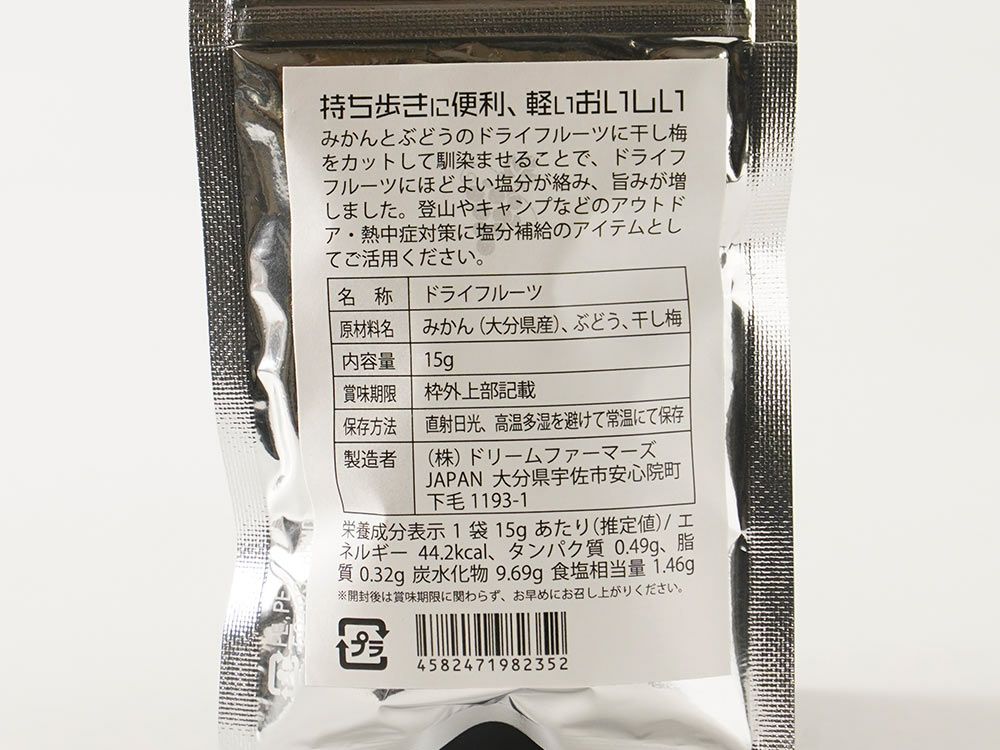 持ち歩きに便利、軽いおいしい
みかんとぶどうのドライフルーツに干し梅
をカットして馴染ませることで、ドライフ
フルーツにほどよい塩分が絡み、旨みが増
しました。登山やキャンプなどのアウトド
ア・熱中症対策に塩分補給のアイテムとし
てご活用ください。
名 称 ドライフルーツ
原材料名 みかん（大分県産）、ぶどう、干し梅
内容量 15g
賞味期限 枠外上部記載
保存方法 直射日光、高温多湿を避けて常温にて保存
製造者 （株）ドリームファーマーズ
JAPAN 大分県宇佐市安心院町
下毛 1193-1
栄養成分表示 1 袋 15g あたり（推定値）/ エ
ネルギー 44.2kcal、タンパク質 0.49g、脂
質 0.32g 炭水化物 9.69g 食塩相当量 1.46g
※開封後は賞味期限に関わらず、お早めにお召し上がりください。
プラ
4582471982352